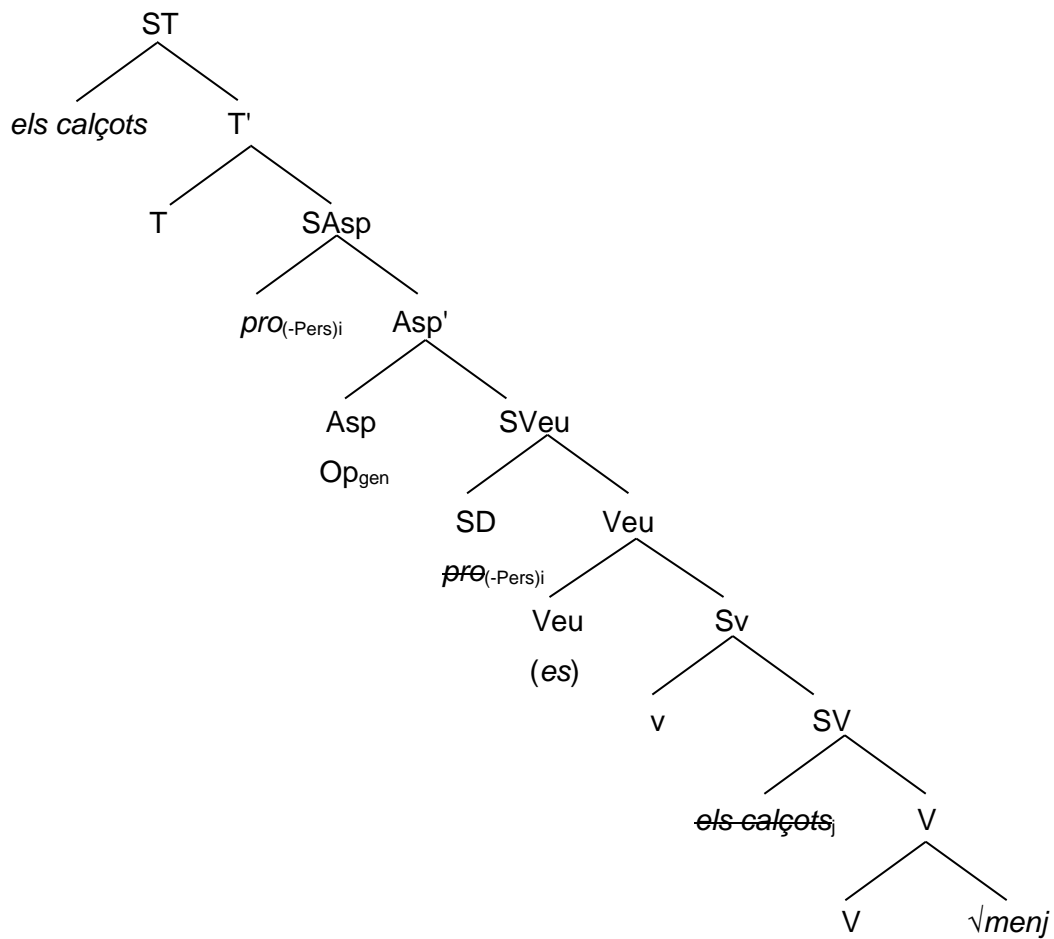 ST
els calçots T'
T SAsp
pro(-Pers)i Asp'
Asp SVeu
Opgen
SD Veu
pro(-Pers)i
Veu Sv
(es)
v SV
els calçotsj V
V √menj